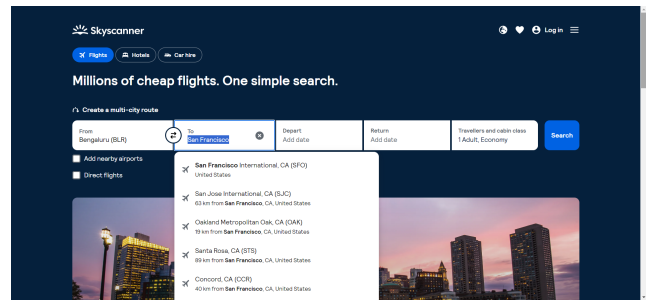 Skyscanner
Log in
Flights
Hotels
Car hire
Millions of cheap flights. One simple search.
Create a multi-city route
From
Bengaluru (BLR)
To
San Francisco
Depart
Add date
Return
Add date
Travellers and cabin class
1 Adult, Economy
Search
Add nearby airports
Direct flights
San Francisco International, CA (SFO)
United States
San Jose International, CA (SJC)
63 km from San Francisco, CA, United States
Oakland Metropolitan Oak, CA (OAK)
19 km from San Francisco, CA, United States
Santa Rosa, CA (STS)
89 km from San Francisco, CA, United States
Concord, CA (CCR)
40 km from San Francisco, CA, United States